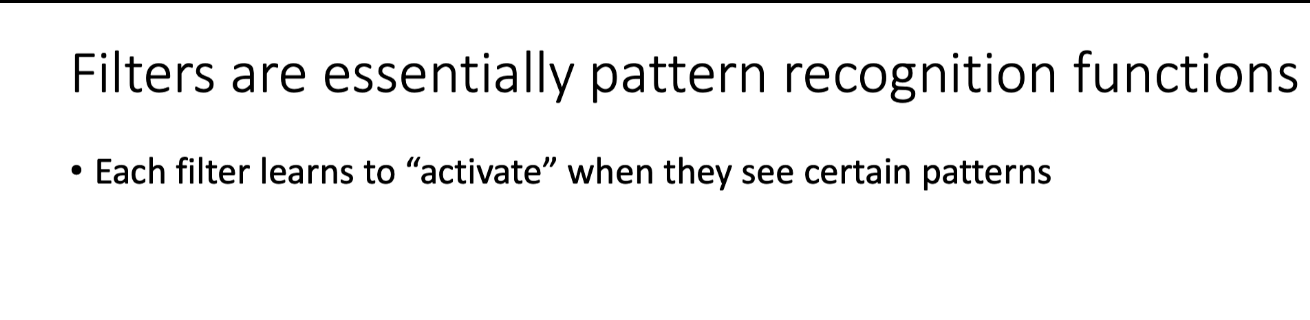 Filters are essentially pattern recognition functions
• Each filter learns to “activate” when they see certain patterns